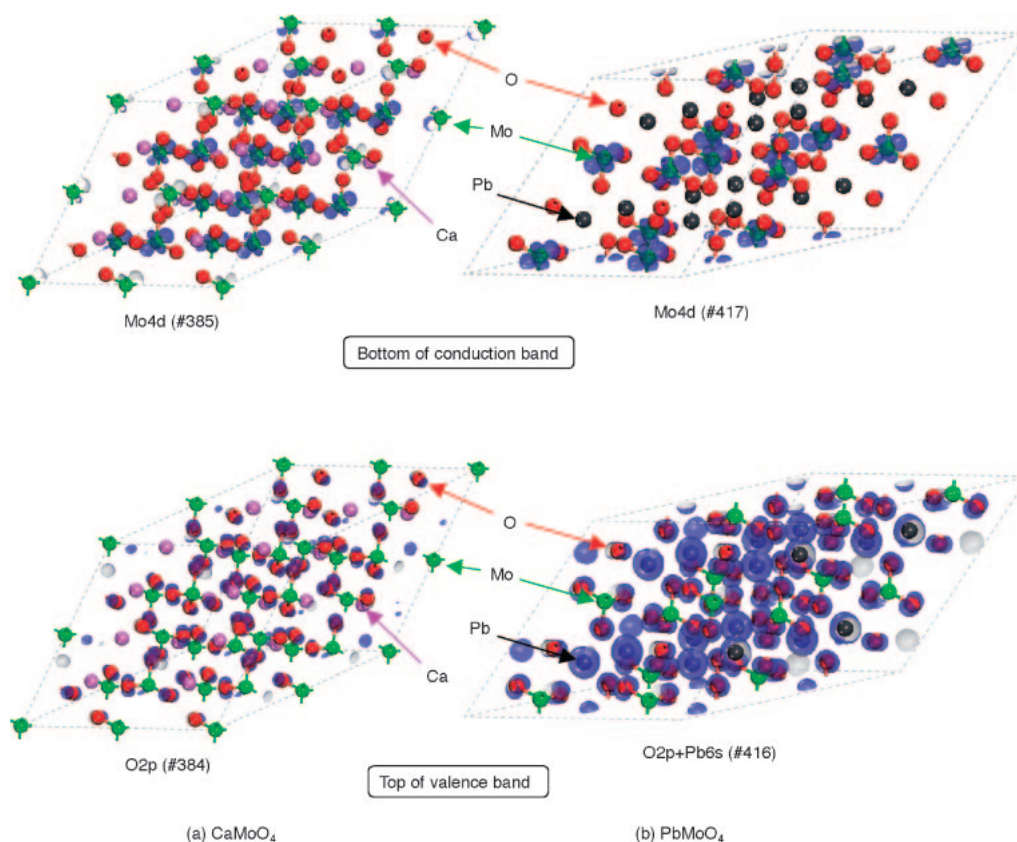 O
Mo
Pb
Ca
Mo4d (#385)
Mo4d (#417)
Bottom of conduction band
O
Mo
Pb
Ca
O2p (#384)
O2p+Pb6s (#416)
Top of valence band
(a) CaMoO₄
(b) PbMoO₄